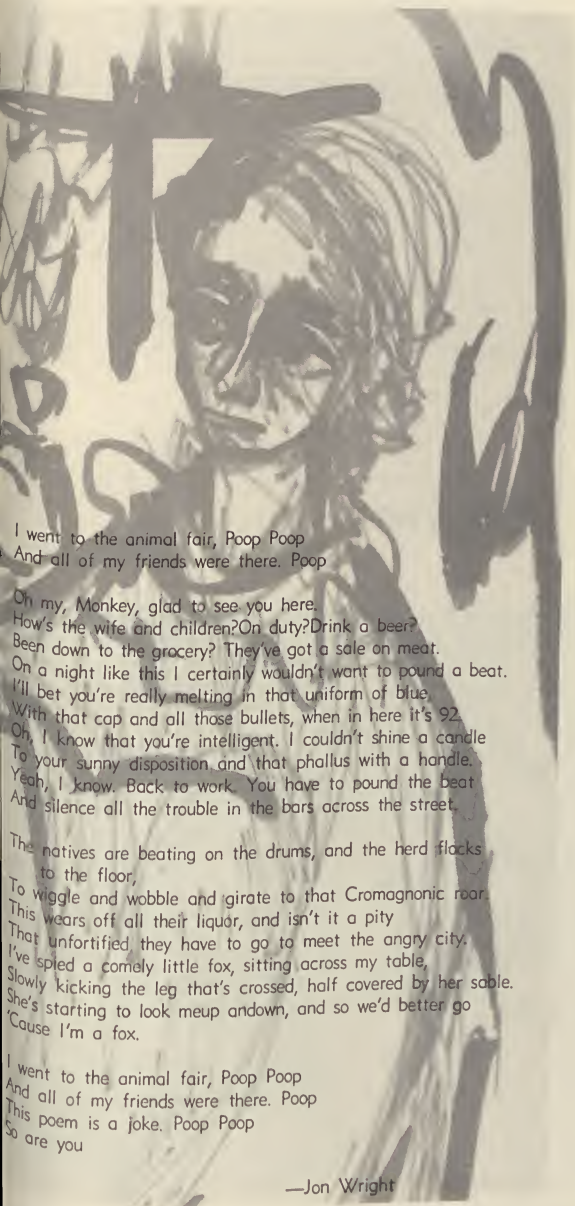 I went to the animal fair, Poop Poop
And all of my friends were there. Poop
Oh my, Monkey, glad to see you here.
How's the wife and children?On duty?Drink a beer?
Been down to the grocery? They've got a sale on meat.
On a night like this I certainly wouldn't want to pound a beat.
I'll bet you're really melting in that uniform of blue,
With that cap and all those bullets, when in here it's 92.
Oh, I know that you're intelligent. I couldn't shine a candle
To your sunny disposition and that phallus with a handle.
Yeah, I know. Back to work. You have to pound the beat
And silence all the trouble in the bars across the street.
The natives are beating on the drums, and the herd flocks
to the floor,
To wiggle and wobble and girate to that Cromagnonic roar.
This wears off all their liquor, and isn't it a pity
That unfortified, they have to go to meet the angry city.
I've spied a comely little fox, sitting across my table,
Slowly kicking the leg that's crossed, half covered by her sable.
She's starting to look meup andown, and so we'd better go
'Cause I'm a fox.
I went to the animal fair, Poop Poop
And all of my friends were there. Poop
This poem is a joke. Poop Poop
So are you
—Jon Wright